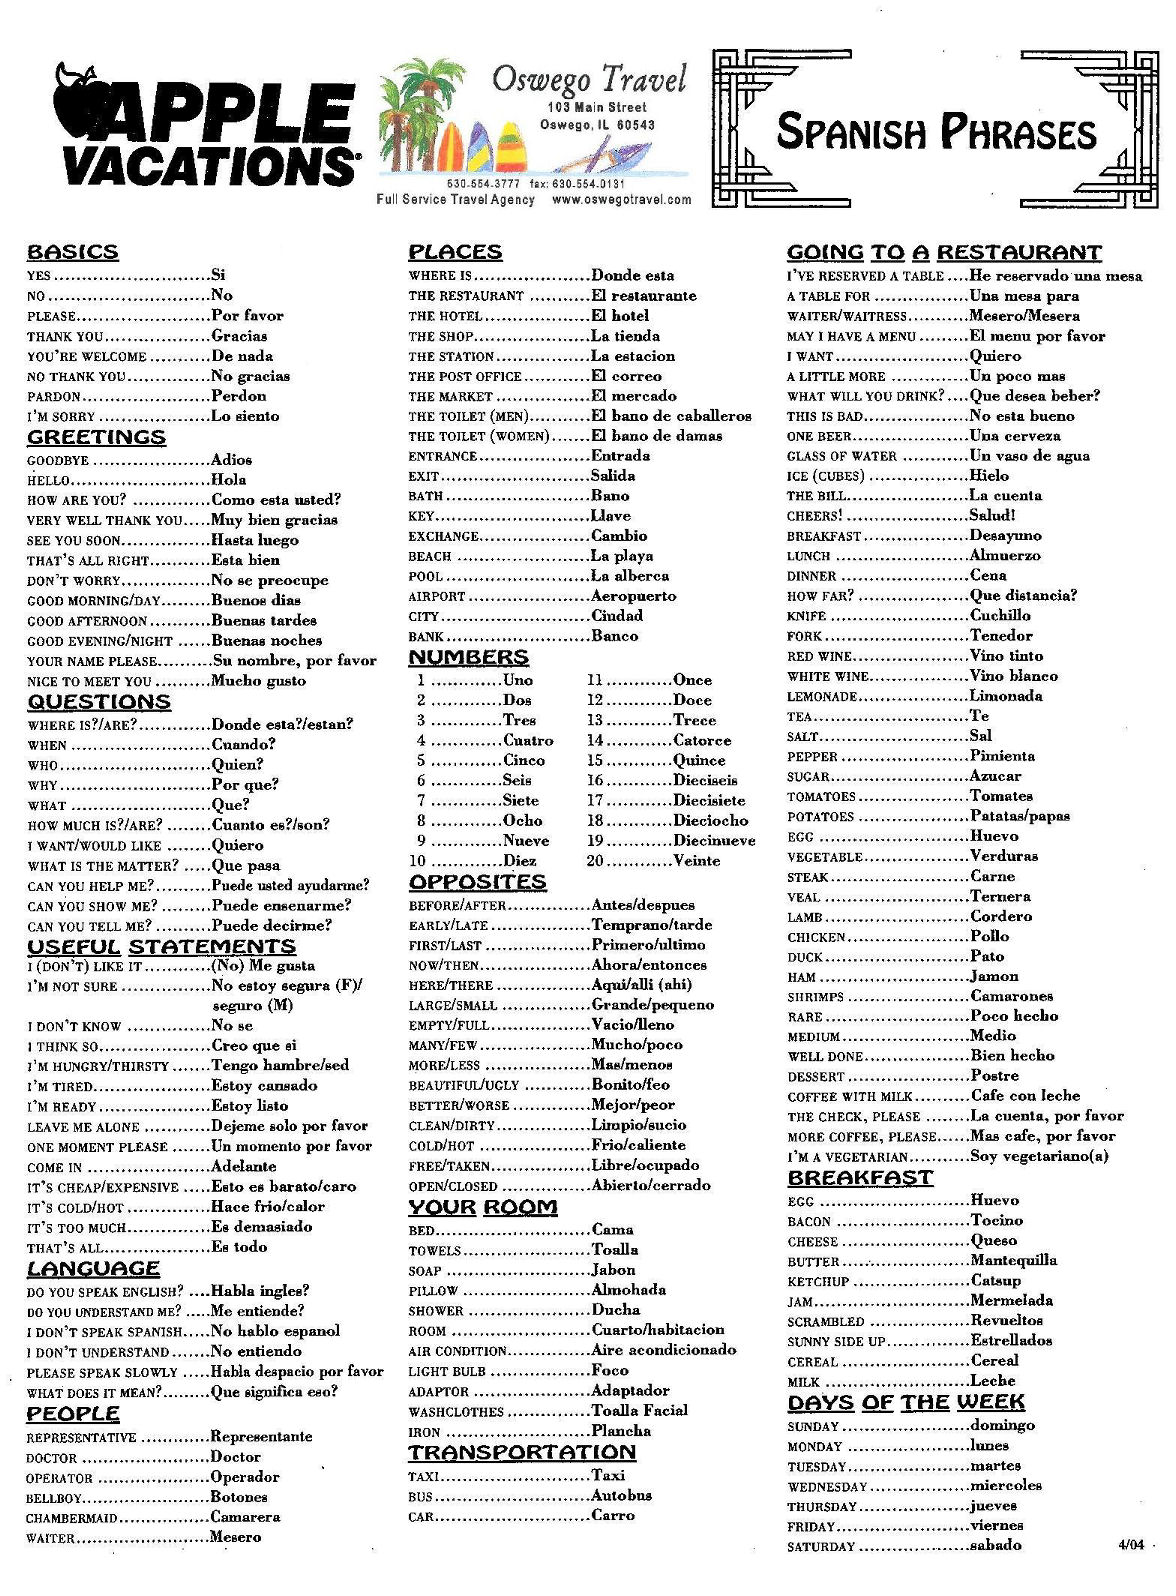 APPLE
VACATIONS
Oswego Travel
103 Main Street
Oswego, IL 60543
630.554.3777 fax: 630.554.0131
Full Service Travel Agency www.oswegotravel.com
SPANISH PHRASES
BASICS
YES..........................Si
NO...........................No
PLEASE.......................Por favor
THANK YOU....................Gracias
YOU'RE WELCOME...........De nada
NO THANK YOU..............No gracias
PARDON.......................Perdon
I'M SORRY...................Lo siento
GREETINGS
GOODBYE....................Adios
HELLO........................Hola
HOW ARE YOU? .............Como esta usted?
VERY WELL THANK YOU.....Muy bien gracias
SEE YOU SOON...............Hasta luego
THAT'S ALL RIGHT..........Esta bien
DON'T WORRY...............No se preocupe
GOOD MORNING/DAY........Buenos dias
GOOD AFTERNOON..........Buenas tardes
GOOD EVENING/NIGHT ......Buenas noches
YOUR NAME PLEASE.........Su nombre, por favor
NICE TO MEET YOU.........Mucho gusto
QUESTIONS
WHERE IS?/ARE?............Donde esta?/estan?
WHEN.......................Cuando?
WHO.........................Quien?
WHY.........................Por que?
WHAT.......................Que?
HOW MUCH IS?/ARE? ........Cuanto es?/son?
I WANT/WOULD LIKE ........Quiero
WHAT IS THE MATTER? .....Que pasa
CAN YOU HELP ME?.........Puede usted ayudarme?
CAN YOU SHOW ME? ........Puede ensenarme?
CAN YOU TELL ME? .........Puede decirme?
USEFUL STATEMENTS
I (DON'T) LIKE IT...........(No) Me gusta
I'M NOT SURE...............No estoy segura (F)/
seguro (M)
I DON'T KNOW..............No se
I THINK SO...................Creo que si
I'M HUNGRY/THIRSTY.......Tengo hambre/sed
I'M TIRED....................Estoy cansado
I'M READY...................Estoy listo
LEAVE ME ALONE...........Dejeme solo por favor
ONE MOMENT PLEASE.......Un momento por favor
COME IN....................Adelante
IT'S CHEAP/EXPENSIVE.....Esto es barato/caro
IT'S COLD/HOT..............Hace frio/calor
IT'S TOO MUCH..............Es demasiado
THAT'S ALL..................Es todo
LANGUAGE
DO YOU SPEAK ENGLISH? ....Habla ingles?
DO YOU UNDERSTAND ME? .....Me entiende?
I DON'T SPEAK SPANISH.....No hablo espanol
I DON'T UNDERSTAND.......No entiendo
PLEASE SPEAK SLOWLY .....Habla despacio por favor
WHAT DOES IT MEAN?........Que significa eso?
PEOPLE
REPRESENTATIVE............Representante
DOCTOR.....................Doctor
OPERATOR...................Operador
BELLBOY.....................Botones
CHAMBERMAID...............Camarera
WAITER......................Mesero
PLACES
WHERE IS....................Donde esta
THE RESTAURANT...........El restaurante
THE HOTEL..................El hotel
THE SHOP....................La tienda
THE STATION................La estacion
THE POST OFFICE...........El correo
THE MARKET................El mercado
THE TOILET (MEN)..........El bano de caballeros
THE TOILET (WOMEN).......El bano de damas
ENTRANCE...................Entrada
EXIT.........................Salida
BATH........................Bano
KEY..........................Llave
EXCHANGE...................Cambio
BEACH......................La playa
POOL........................La alberca
AIRPORT.....................Aeropuerto
CITY.........................Ciudad
BANK........................Banco
NUMBERS
1 ............Uno 11...........Once
2 ............Dos 12...........Doce
3 ............Tres 13...........Trece
4 ............Cuatro 14...........Catorce
5 ............Cinco 15...........Quince
6 ............Seis 16...........Dieciseis
7 ............Siete 17...........Diecisiete
8 ............Ocho 18...........Dieciocho
9 ............Nueve 19...........Diecinueve
10 ............Diez 20...........Veinte
OPPOSITES
BEFORE/AFTER..............Antes/despues
EARLY/LATE.................Temprano/tarde
FIRST/LAST..................Primero/ultimo
NOW/THEN...................Ahora/entonces
HERE/THERE................Aqui/alli (ahi)
LARGE/SMALL...............Grande/pequeno
EMPTY/FULL.................Vacio/lleno
MANY/FEW...................Mucho/poco
MORE/LESS..................Mas/menos
BEAUTIFUL/UGLY...........Bonito/feo
BETTER/WORSE.............Mejor/peor
CLEAN/DIRTY...............Limpio/sucio
COLD/HOT...................Frio/caliente
FREE/TAKEN.................Libre/ocupado
OPEN/CLOSED...............Abierto/cerrado
YOUR ROOM
BED..........................Cama
TOWELS.....................Toalla
SOAP........................Jabon
PILLOW......................Almohada
SHOWER....................Ducha
ROOM.......................Cuarto/habitacion
AIR CONDITION..............Aire acondicionado
LIGHT BULB.................Foco
ADAPTOR....................Adaptador
WASHCLOTHES..............Toalla Facial
IRON........................Plancha
TRANSPORTATION
TAXI.........................Taxi
BUS..........................Autobus
CAR..........................Carro
GOING TO A RESTAURANT
I'VE RESERVED A TABLE ....He reservado una mesa
A TABLE FOR................Una mesa para
WAITER/WAITRESS..........Mesero/Mesera
MAY I HAVE A MENU.........El menu por favor
I WANT......................Quiero
A LITTLE MORE.............Un poco mas
WHAT WILL YOU DRINK?....Que desea beber?
THIS IS BAD..................No esta bueno
ONE BEER....................Una cerveza
GLASS OF WATER...........Un vaso de agua
ICE (CUBES).................Hielo
THE BILL....................La cuenta
CHEERS!....................Salud!
BREAKFAST..................Desayuno
LUNCH......................Almuerzo
DINNER.....................Cena
HOW FAR?...................Que distancia?
KNIFE.......................Cuchillo
FORK........................Tenedor
RED WINE....................Vino tinto
WHITE WINE.................Vino blanco
LEMONADE...................Limonada
TEA..........................Te
SALT.........................Sal
PEPPER......................Pimienta
SUGAR.......................Azucar
TOMATOES...................Tomates
POTATOES...................Patatas/papas
EGG.........................Huevo
VEGETABLE..................Verduras
STEAK.......................Carne
VEAL........................Ternera
LAMB........................Cordero
CHICKEN.....................Pollo
DUCK........................Pato
HAM.........................Jamon
SHRIMPS....................Camarones
RARE........................Poco hecho
MEDIUM.....................Medio
WELL DONE..................Bien hecho
DESSERT....................Postre
COFFEE WITH MILK.........Cafe con leche
THE CHECK, PLEASE ........La cuenta, por favor
MORE COFFEE, PLEASE......Mas cafe, por favor
I'M A VEGETARIAN..........Soy vegetariano(a)
BREAKFAST
EGG.........................Huevo
BACON......................Tocino
CHEESE.....................Queso
BUTTER......................Mantequilla
KETCHUP....................Catsup
JAM..........................Mermelada
SCRAMBLED.................Revueltos
SUNNY SIDE UP..............Estrellados
CEREAL.....................Cereal
MILK........................Leche
DAYS OF THE WEEK
SUNDAY.....................domingo
MONDAY....................lunes
TUESDAY....................martes
WEDNESDAY.................miercoles
THURSDAY...................jueves
FRIDAY......................viernes
SATURDAY...................sabado
4/04